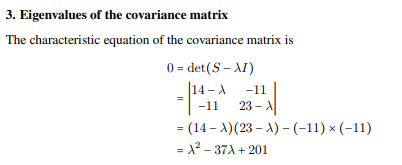 3. Eigenvalues of the covariance matrix
The characteristic equation of the covariance matrix is
0 = det(S − λI)
= |14 − λ −11|
|−11 23 − λ|
= (14 − λ)(23 − λ) − (−11) × (−11)
= λ² − 37λ + 201